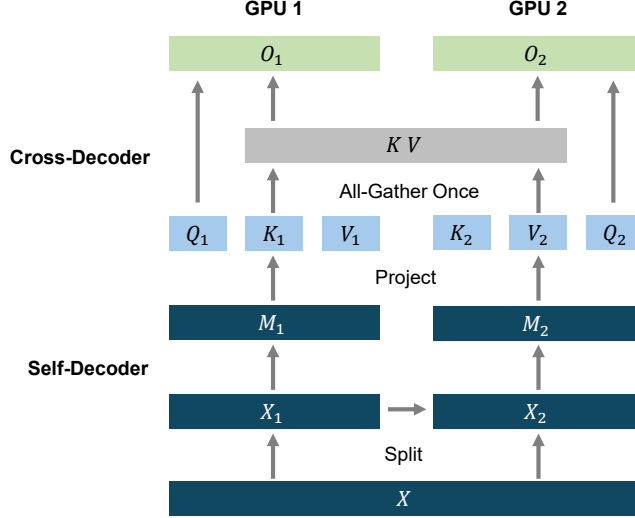 GPU 1 GPU 2
O₁ O₂
K V
Cross-Decoder
All-Gather Once
Q₁ K₁ V₁ K₂ V₂ Q₂
Project
M₁ M₂
Self-Decoder
X₁ X₂
Split
X